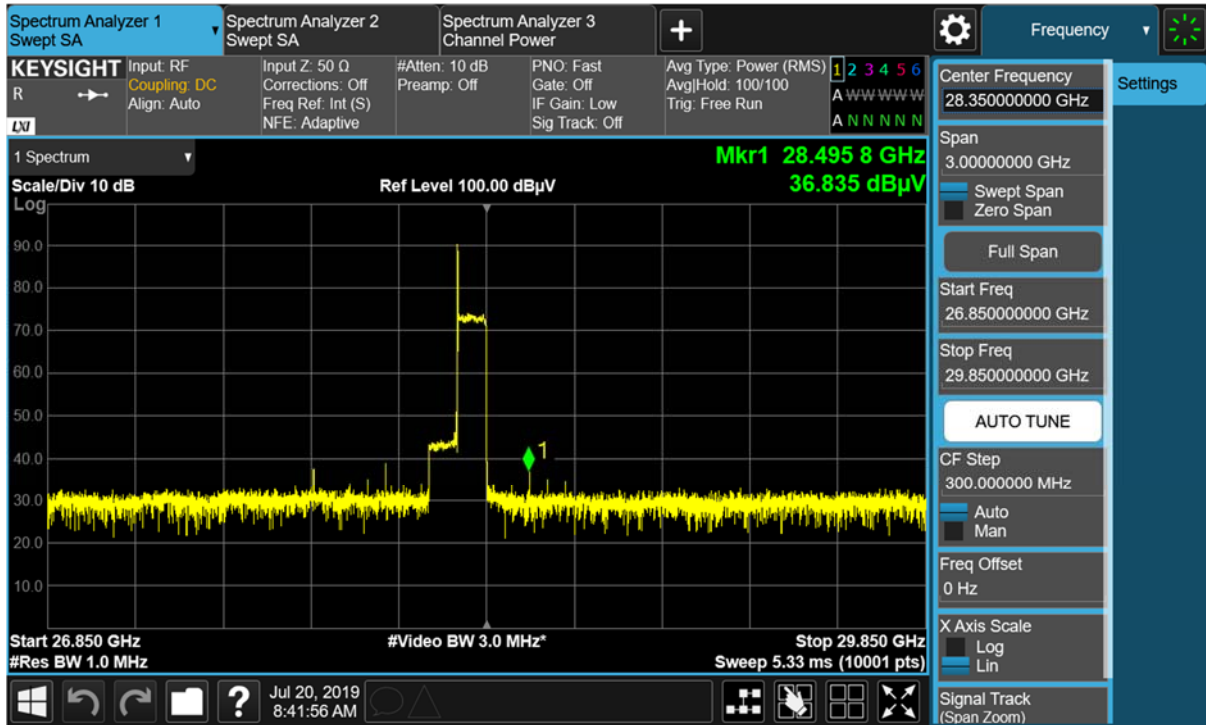 Spectrum Analyzer 1
Swept SA
Spectrum Analyzer 2
Swept SA
Spectrum Analyzer 3
Channel Power
+
Frequency
KEYSIGHT
R
LXI
Input: RF
Coupling: DC
Align: Auto
Input Z: 50 Ω
Corrections: Off
Freq Ref: Int (S)
NFE: Adaptive
#Atten: 10 dB
Preamp: Off
PNO: Fast
Gate: Off
IF Gain: Low
Sig Track: Off
Avg Type: Power (RMS)
Avg|Hold: 100/100
Trig: Free Run
1 2 3 4 5 6
A W W W W W
A N N N N N
1 Spectrum
Scale/Div 10 dB
Log
Ref Level 100.00 dBµV
Mkr1 28.495 8 GHz
36.835 dBµV
90.0
80.0
70.0
60.0
50.0
40.0
30.0
20.0
10.0
1
Start 26.850 GHz
#Res BW 1.0 MHz
#Video BW 3.0 MHz*
Stop 29.850 GHz
Sweep 5.33 ms (10001 pts)
?
Jul 20, 2019
8:41:56 AM
Center Frequency
28.350000000 GHz
Settings
Span
3.00000000 GHz
Swept Span
Zero Span
Full Span
Start Freq
26.850000000 GHz
Stop Freq
29.850000000 GHz
AUTO TUNE
CF Step
300.000000 MHz
Auto
Man
Freq Offset
0 Hz
X Axis Scale
Log
Lin
Signal Track
(Span Zoom)